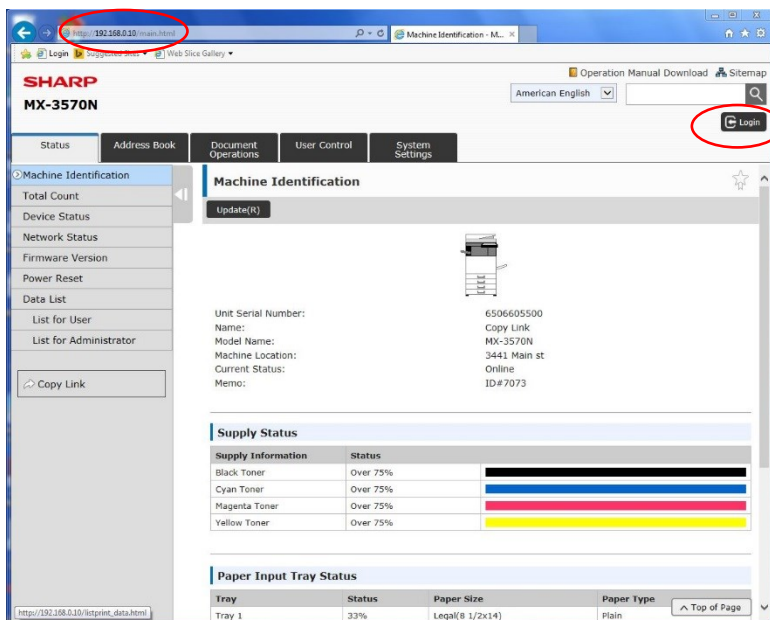 http://192.168.0.10/main.html
Machine Identification - M...
Login Suggested Sites Web Slice Gallery
SHARP
MX-3570N
Operation Manual Download Sitemap
American English
Login
Status Address Book Document Operations User Control System Settings
Machine Identification
Total Count
Device Status
Network Status
Firmware Version
Power Reset
Data List
List for User
List for Administrator
Copy Link
Machine Identification
Update(R)
Unit Serial Number: 6506605500
Name: Copy Link
Model Name: MX-3570N
Machine Location: 3441 Main st
Current Status: Online
Memo: ID#7073
Supply Status
Supply Information Status
Black Toner Over 75%
Cyan Toner Over 75%
Magenta Toner Over 75%
Yellow Toner Over 75%
Paper Input Tray Status
Tray Status Paper Size Paper Type
Tray 1 33% Legal(8 1/2x14) Plain
Top of Page
http://192.168.0.10/listprint_data.html